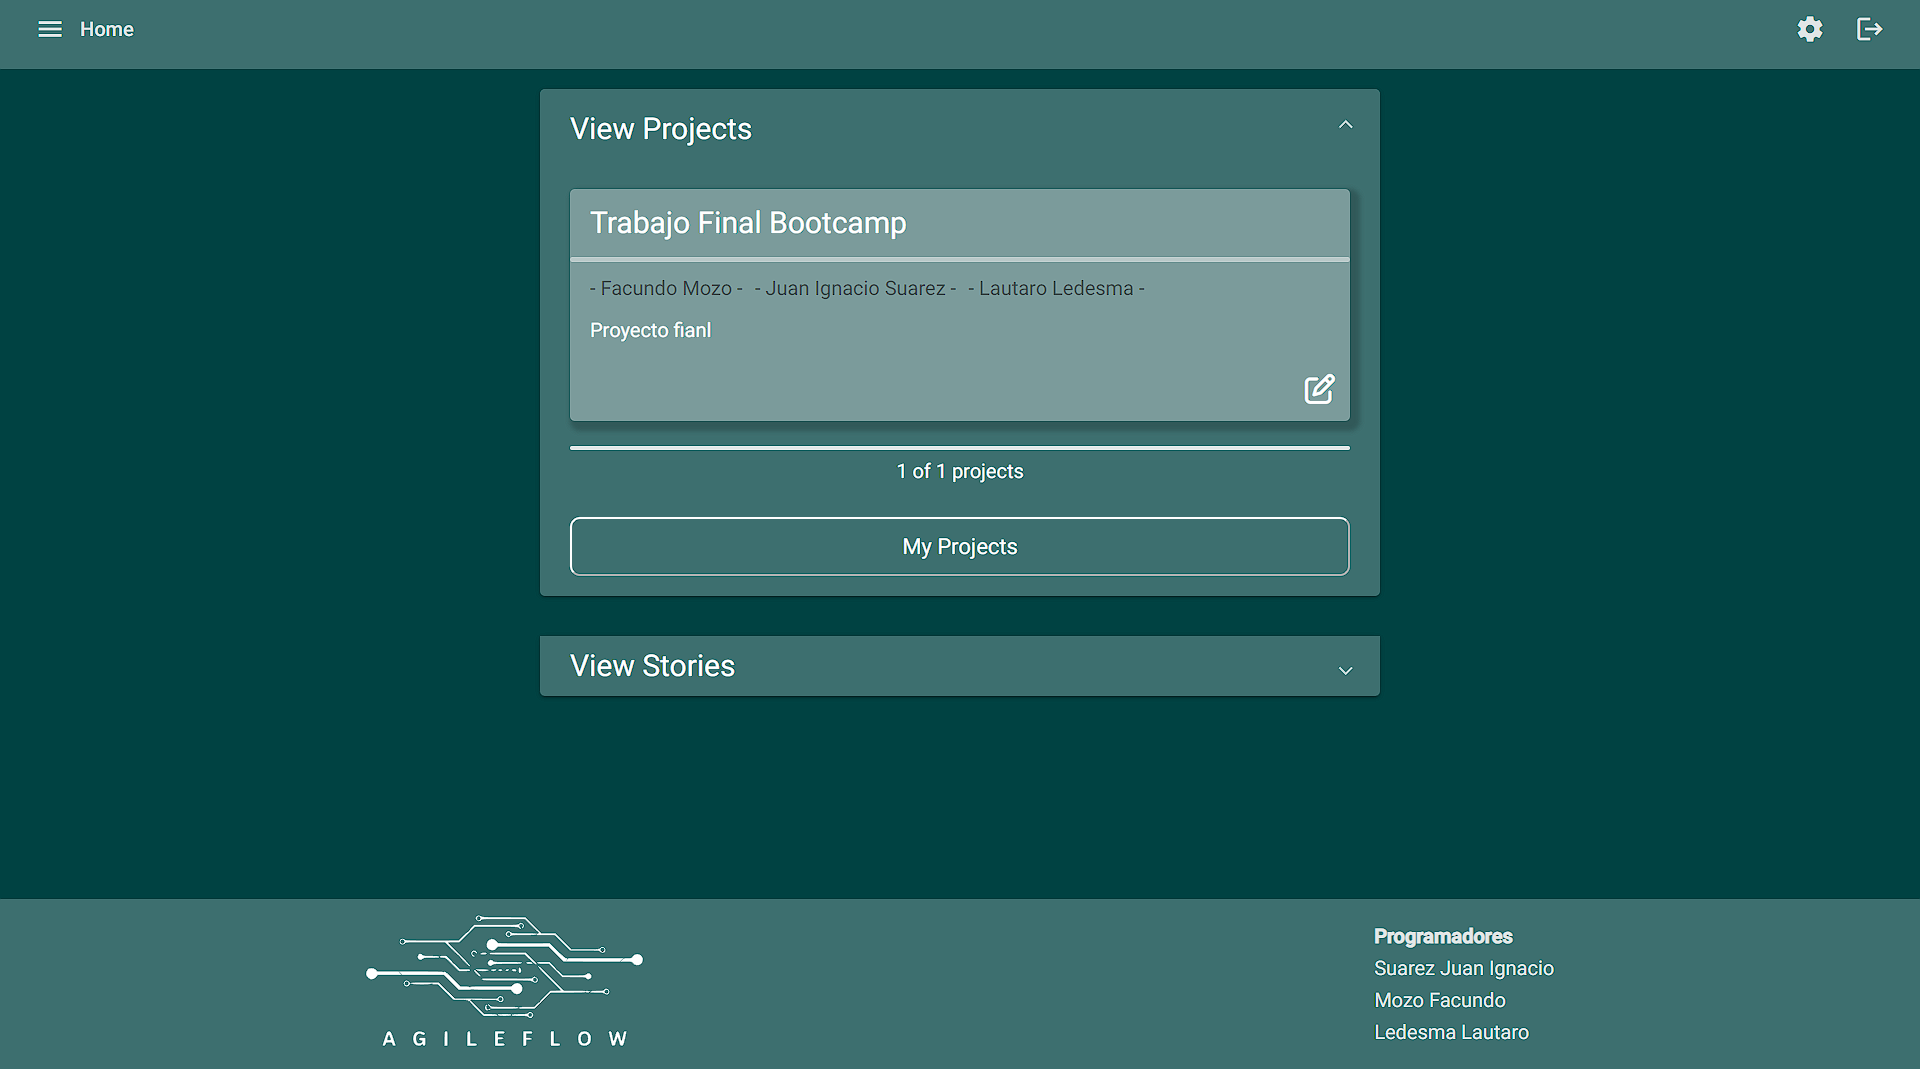 Home
View Projects
Trabajo Final Bootcamp
- Facundo Mozo - - Juan Ignacio Suarez - - Lautaro Ledesma -
Proyecto fianl
1 of 1 projects
My Projects
View Stories
AGILEFLOW
Programadores
Suarez Juan Ignacio
Mozo Facundo
Ledesma Lautaro